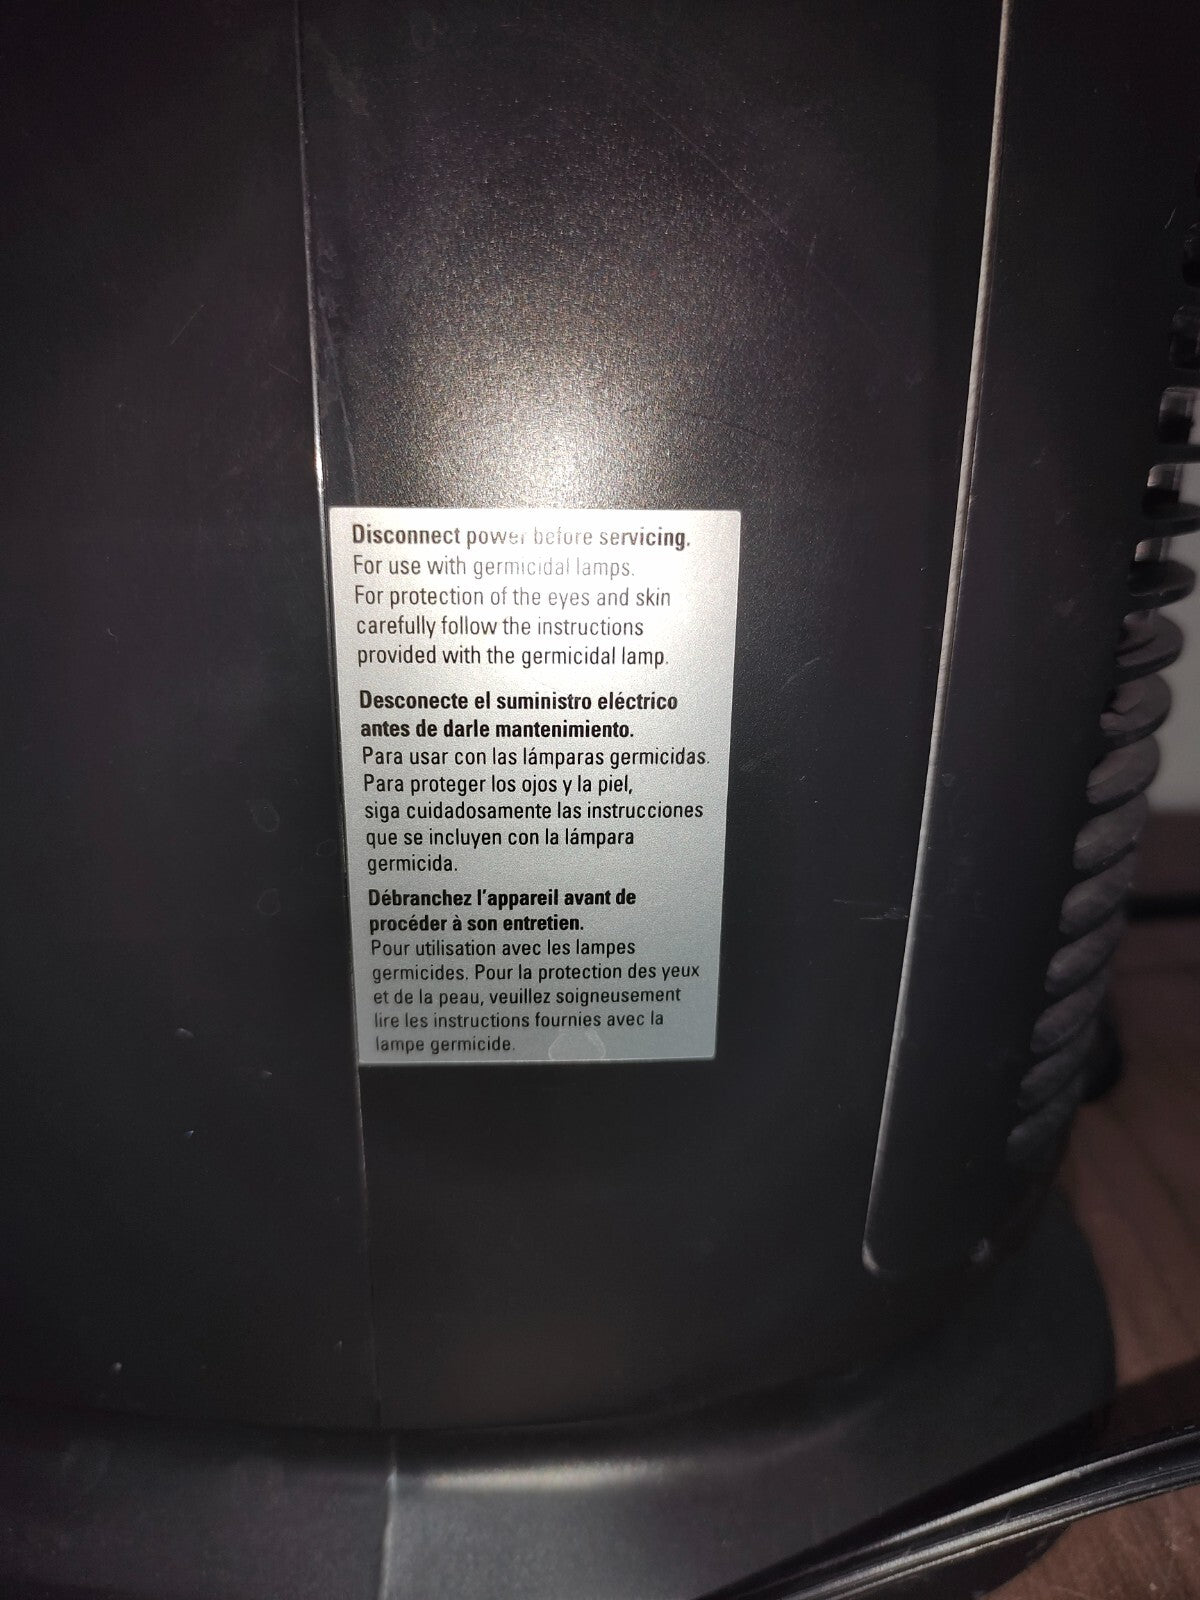 Disconnect power before servicing.
For use with germicidal lamps.
For protection of the eyes and skin
carefully follow the instructions
provided with the germicidal lamp.
Desconecte el suministro eléctrico
antes de darle mantenimiento.
Para usar con las lámparas germicidas.
Para proteger los ojos y la piel,
siga cuidadosamente las instrucciones
que se incluyen con la lámpara
germicida.
Débranchez l'appareil avant de
procéder à son entretien.
Pour utilisation avec les lampes
germicides. Pour la protection des yeux
et de la peau, veuillez soigneusement
lire les instructions fournies avec la
lampe germicide.